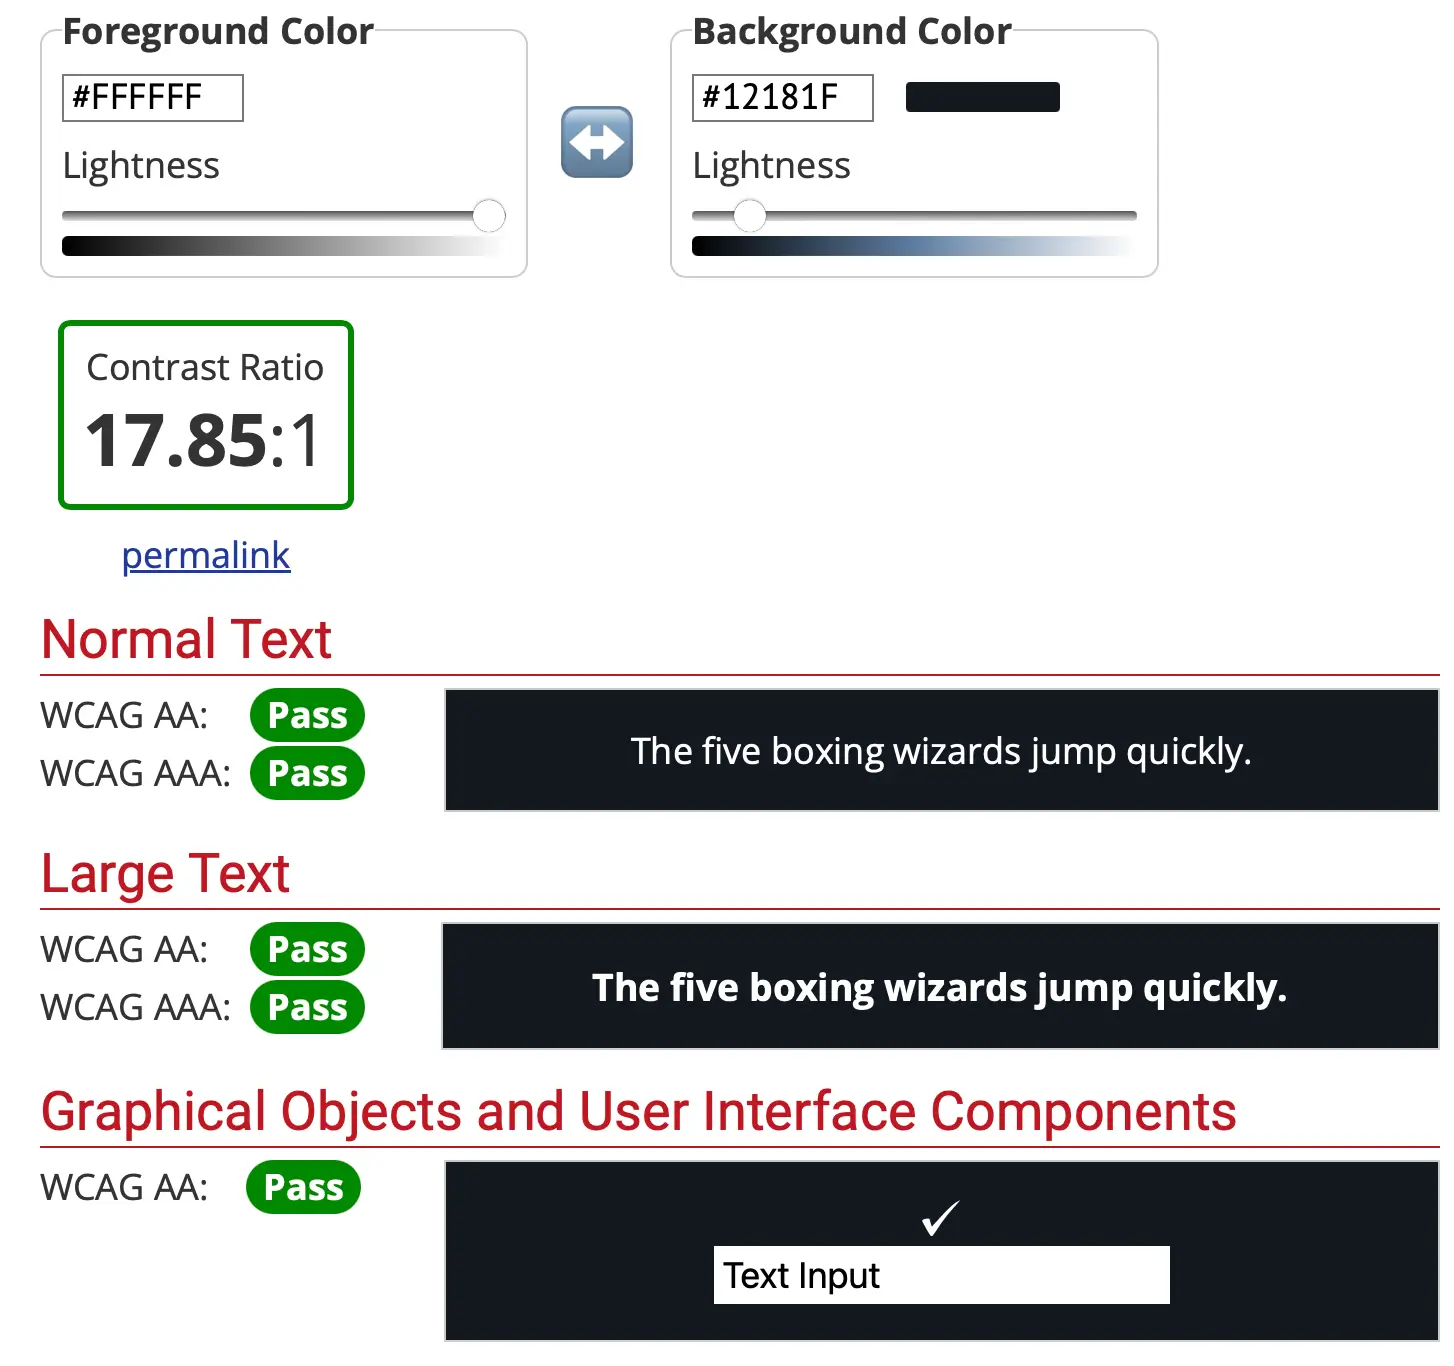 Foreground Color
#FFFFFF
Lightness
Background Color
#12181F
Lightness
Contrast Ratio
17.85:1
permalink
Normal Text
WCAG AA: Pass
WCAG AAA: Pass
The five boxing wizards jump quickly.
Large Text
WCAG AA: Pass
WCAG AAA: Pass
The five boxing wizards jump quickly.
Graphical Objects and User Interface Components
WCAG AA: Pass
✓
Text Input